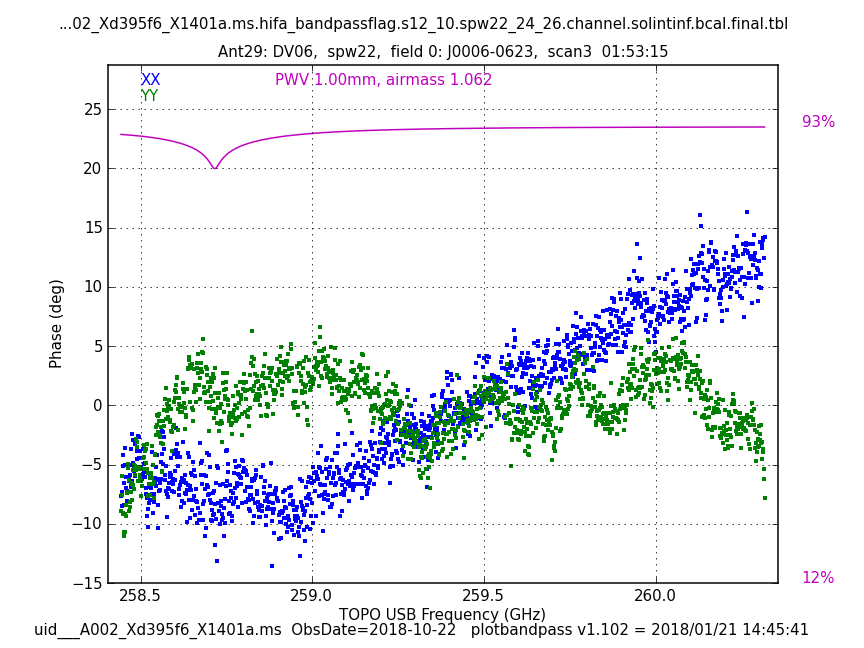 ...02_Xd395f6_X1401a.ms.hifa_bandpassflag.s12_10.spw22_24_26.channel.solintinf.bcal.final.tbl
Ant29: DV06, spw22, field 0: J0006-0623, scan3 01:53:15
XX PWV 1.00mm, airmass 1.062
YY
25
93%
20
15
10
5
0
−5
−10
−15
12%
Phase (deg)
258.5 259.0 259.5 260.0
TOPO USB Frequency (GHz)
uid___A002_Xd395f6_X1401a.ms ObsDate=2018-10-22 plotbandpass v1.102 = 2018/01/21 14:45:41